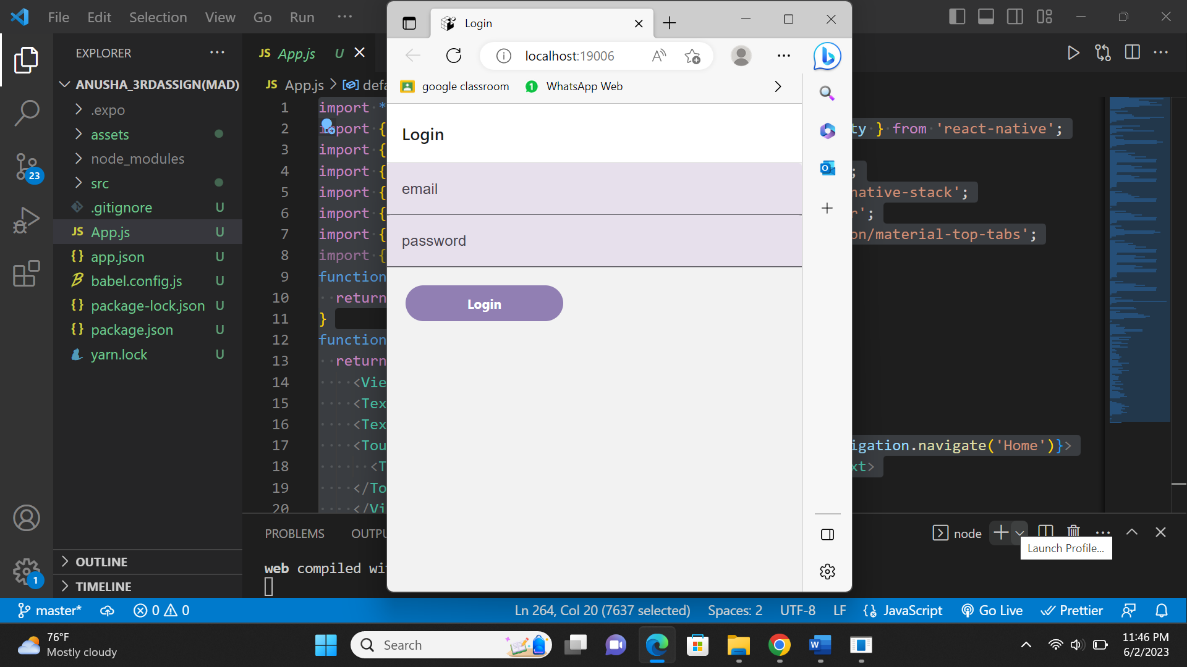 File Edit Selection View Go Run ···
Login
localhost:19006
google classroom WhatsApp Web
EXPLORER
ANUSHA_3RDASSIGN(MAD)
.expo
assets
node_modules
src
.gitignore U
JS App.js U
{} app.json U
babel.config.js U
{} package-lock.json U
{} package.json U
yarn.lock U
OUTLINE
TIMELINE
23
1
JS App.js U
JS App.js > defa
1 import *
2 import { ty } from 'react-native';
3 import {
4 import { ;
5 import { native-stack';
6 import { r';
7 import { on/material-top-tabs';
8 import {
9 function
10 return
11 }
12 function
13 return
14 <Vie
15 <Tex
16 <Tex
17 <Tou igation.navigate('Home')}>
18 <T xt>
19 </To
20 </Vi
Login
email
password
Login
PROBLEMS OUTPU
node
Launch Profile...
web compiled wi
master* 0 0 Ln 264, Col 20 (7637 selected) Spaces: 2 UTF-8 LF {} JavaScript Go Live Prettier
76°F
Mostly cloudy
Search
11:46 PM
6/2/2023